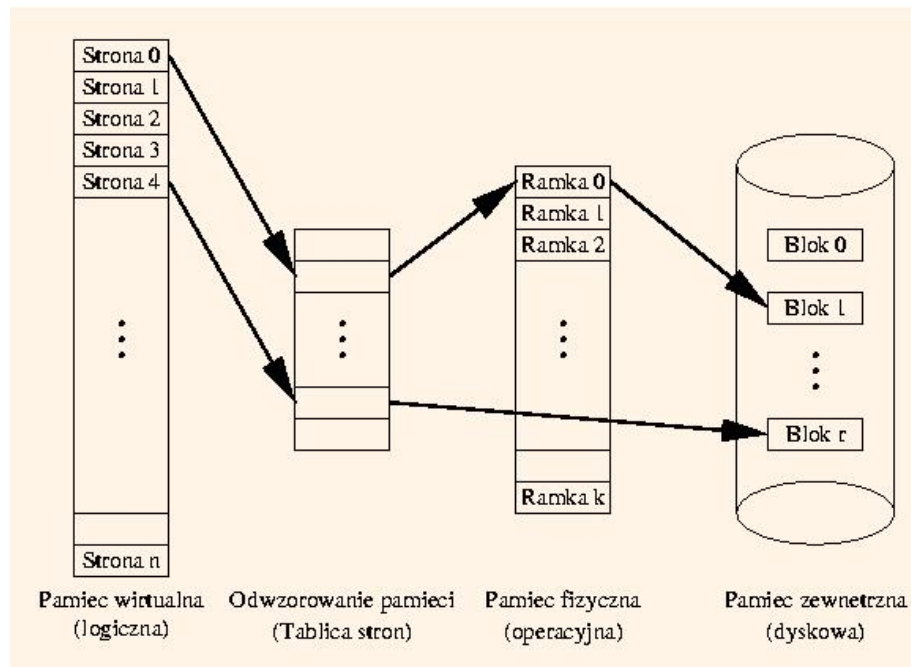 Strona 0
Strona 1
Strona 2
Strona 3
Strona 4
Strona n
Ramka 0
Ramka 1
Ramka 2
Ramka k
Blok 0
Blok 1
Blok r
Pamiec wirtualna
(logiczna)
Odwzorowanie pamieci
(Tablica stron)
Pamiec fizyczna
(operacyjna)
Pamiec zewnetrzna
(dyskowa)